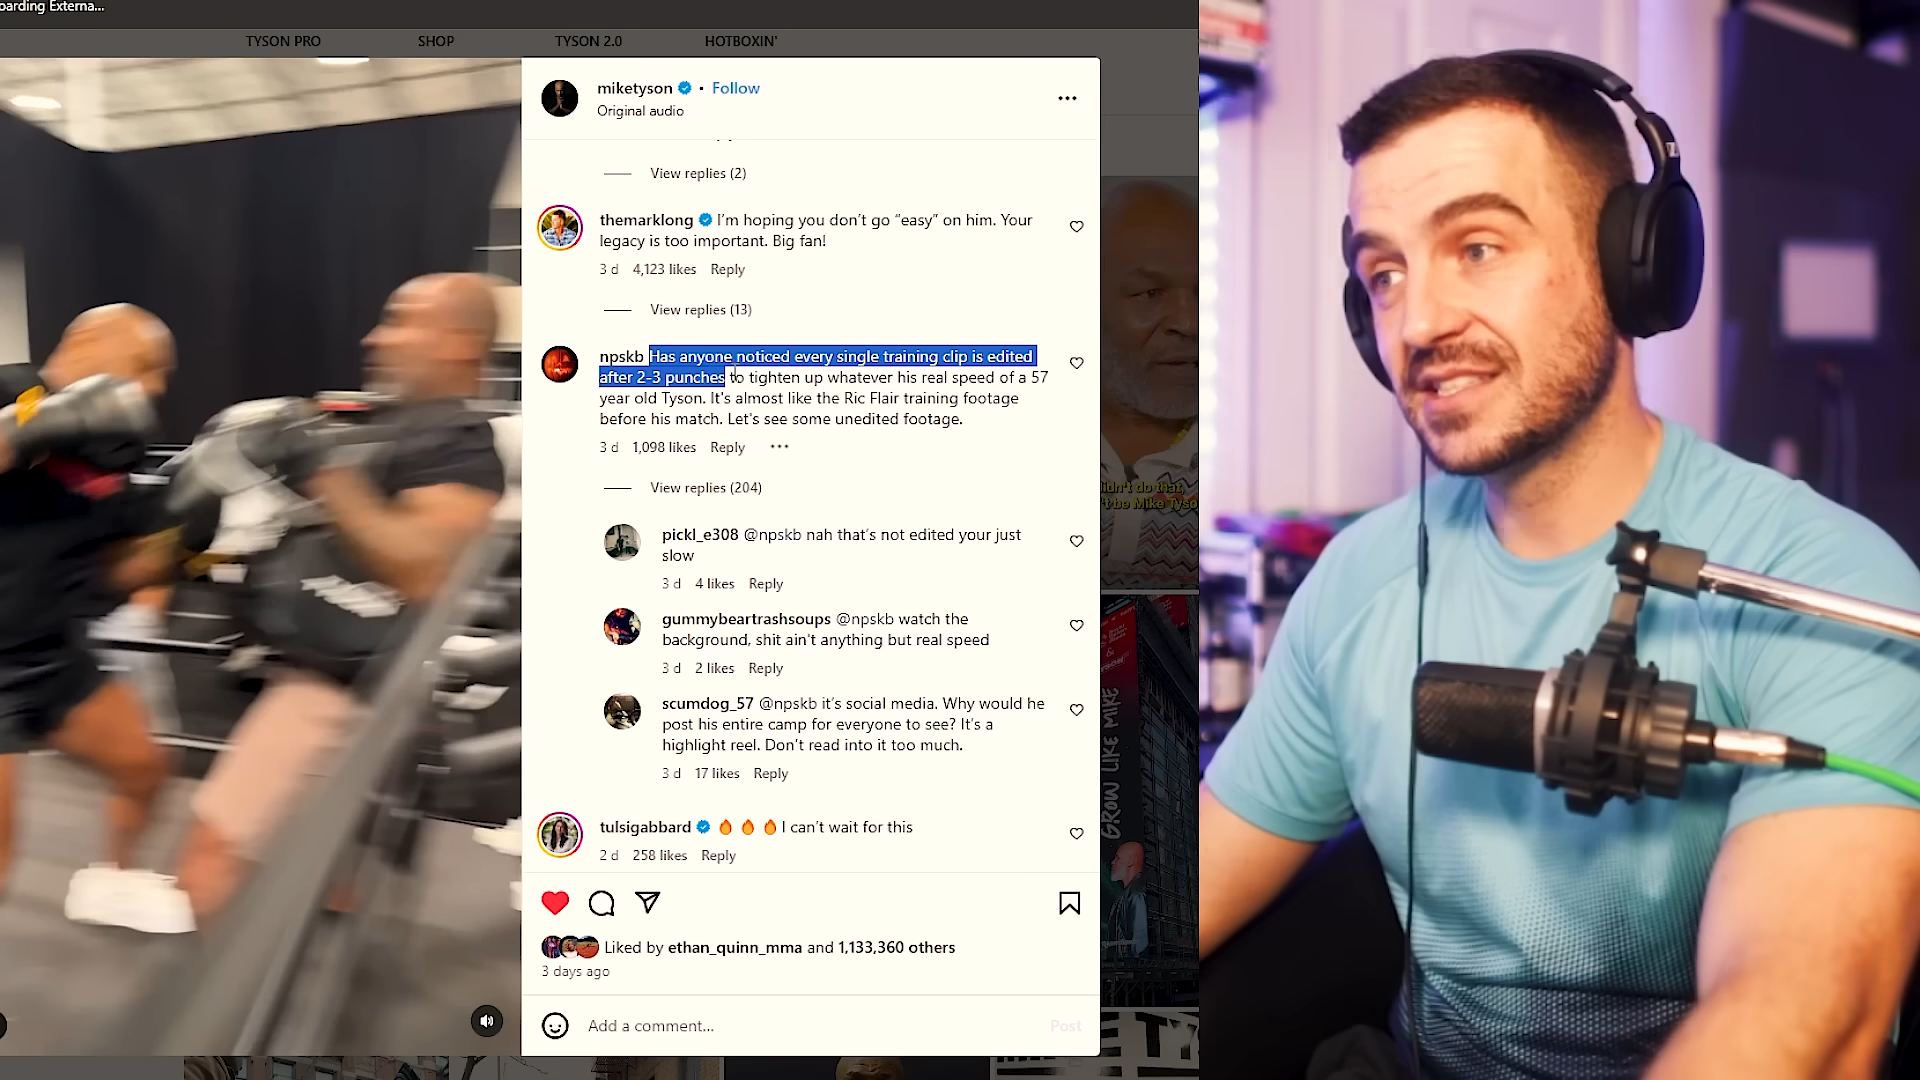 oarding Externa...
TYSON PRO
SHOP
TYSON 2.0
HOTBOXIN'
miketyson • Follow
Original audio
View replies (2)
themarklong I'm hoping you don't go “easy” on him. Your
legacy is too important. Big fan!
3 d 4,123 likes Reply
View replies (13)
npskb Has anyone noticed every single training clip is edited
after 2-3 punches to tighten up whatever his real speed of a 57
year old Tyson. It's almost like the Ric Flair training footage
before his match. Let's see some unedited footage.
3 d 1,098 likes Reply
View replies (204)
pickl_e308 @npskb nah that's not edited your just
slow
3 d 4 likes Reply
gummybeartrashsoups @npskb watch the
background, shit ain't anything but real speed
3 d 2 likes Reply
scumdog_57 @npskb it's social media. Why would he
post his entire camp for everyone to see? It's a
highlight reel. Don't read into it too much.
3 d 17 likes Reply
tulsigabbard 🔥 🔥 🔥 I can't wait for this
2 d 258 likes Reply
Liked by ethan_quinn_mma and 1,133,360 others
3 days ago
Add a comment...
Post
idn't do that,
't be Mike Tyso
GROW LIKE MIKE